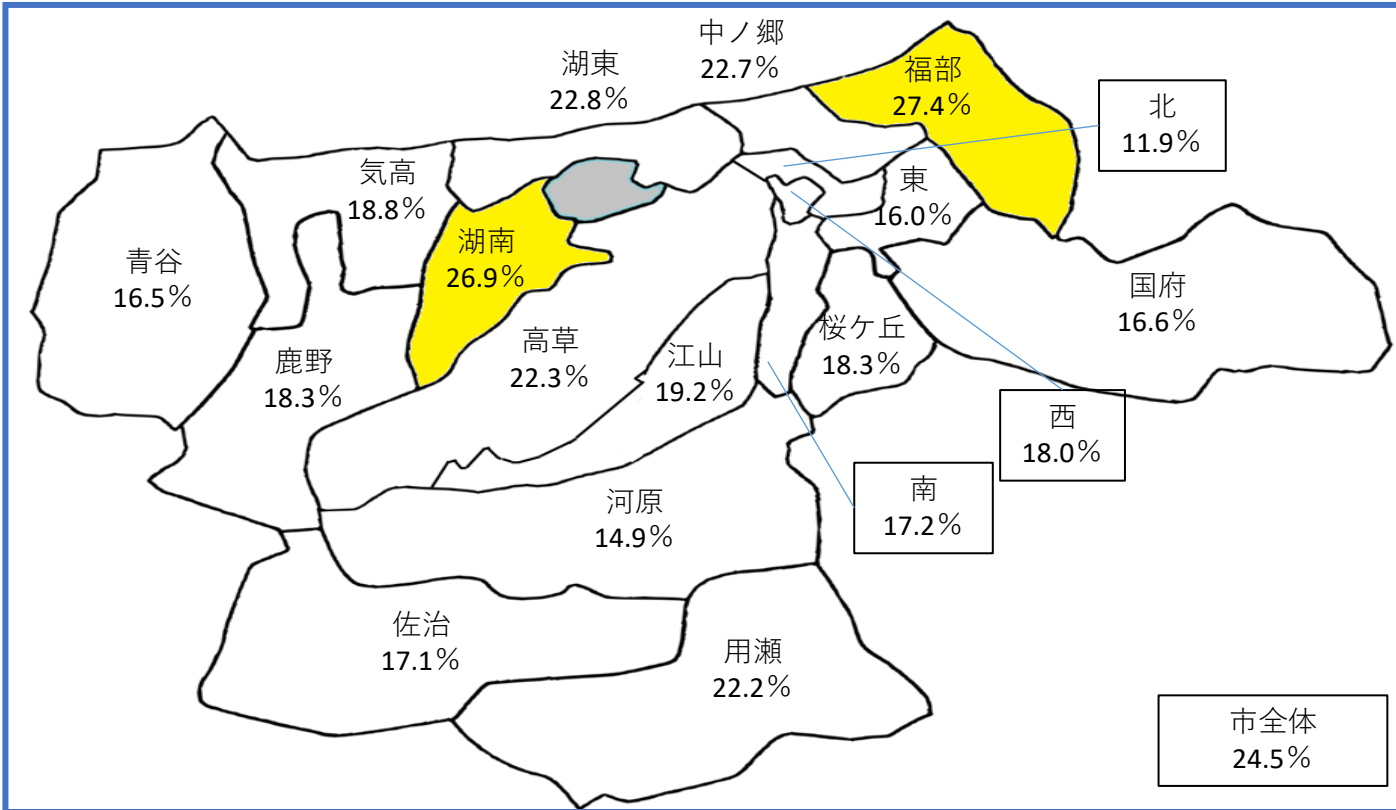 中ノ郷
22.7%
湖東
22.8%
福部
27.4%
北
11.9%
気高
18.8%
東
16.0%
湖南
26.9%
青谷
16.5%
国府
16.6%
桜ケ丘
18.3%
高草
22.3%
江山
19.2%
鹿野
18.3%
西
18.0%
南
17.2%
河原
14.9%
佐治
17.1%
用瀬
22.2%
市全体
24.5%